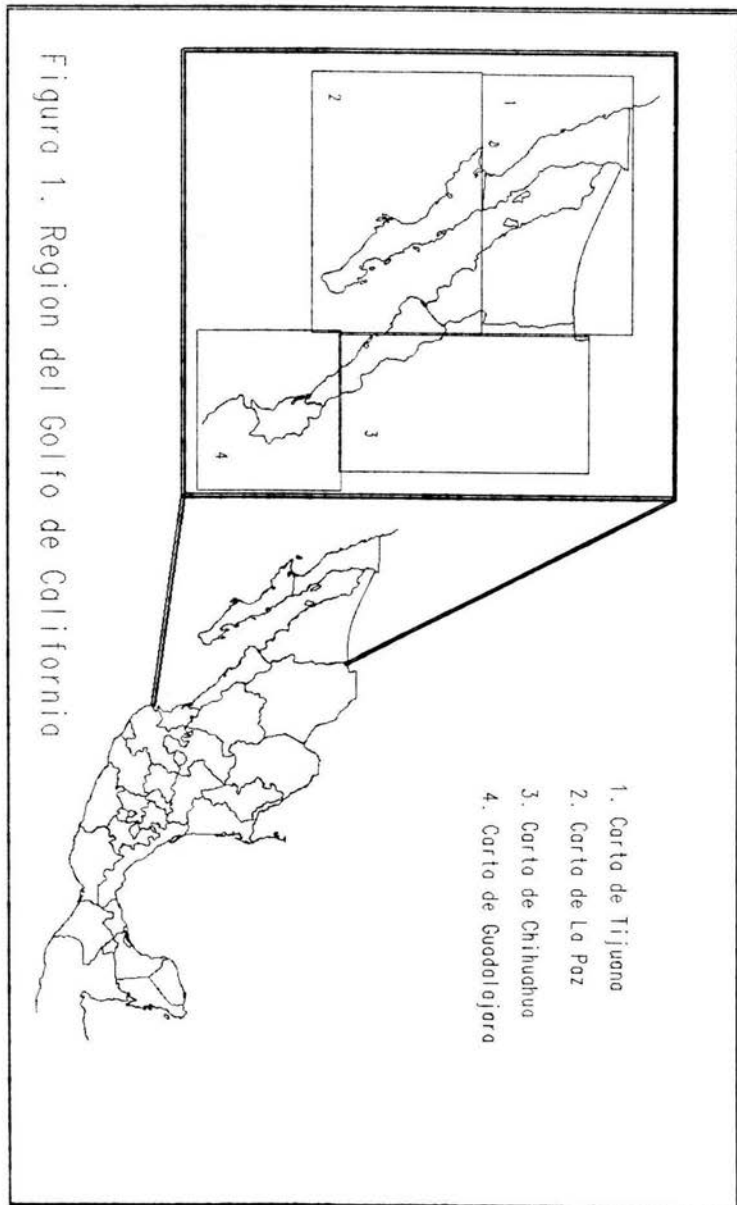 1
2
3
4
1. Carta de Tijuana
2. Carta de La Paz
3. Carta de Chihuahua
4. Carta de Guadalajara
Figura 1. Region del Golfo de California